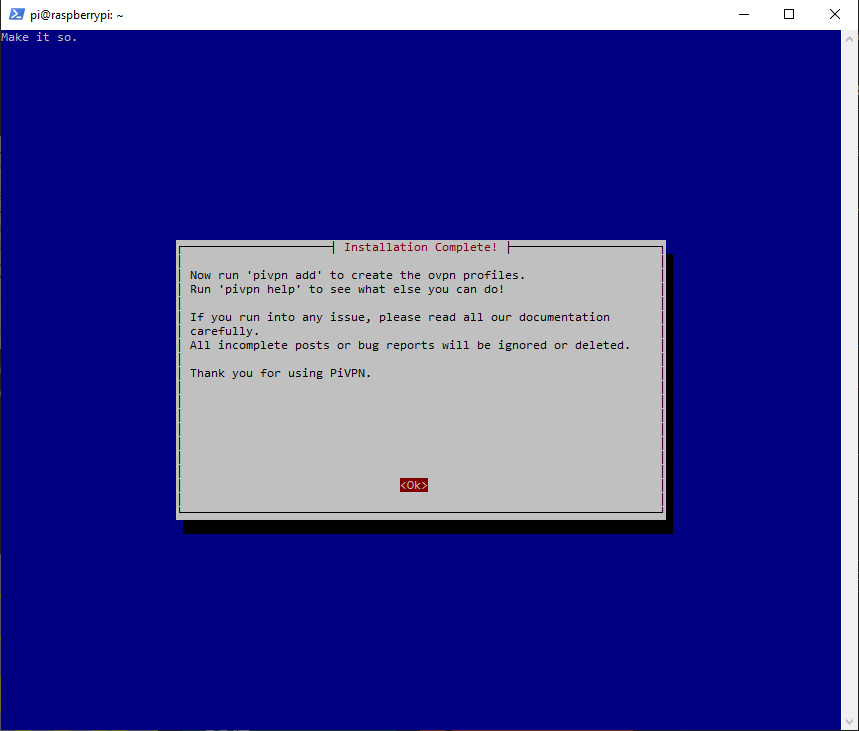 pi@raspberrypi: ~
Make it so.
Installation Complete!
Now run 'pivpn add' to create the ovpn profiles.
Run 'pivpn help' to see what else you can do!
If you run into any issue, please read all our documentation
carefully.
All incomplete posts or bug reports will be ignored or deleted.
Thank you for using PiVPN.
<Ok>